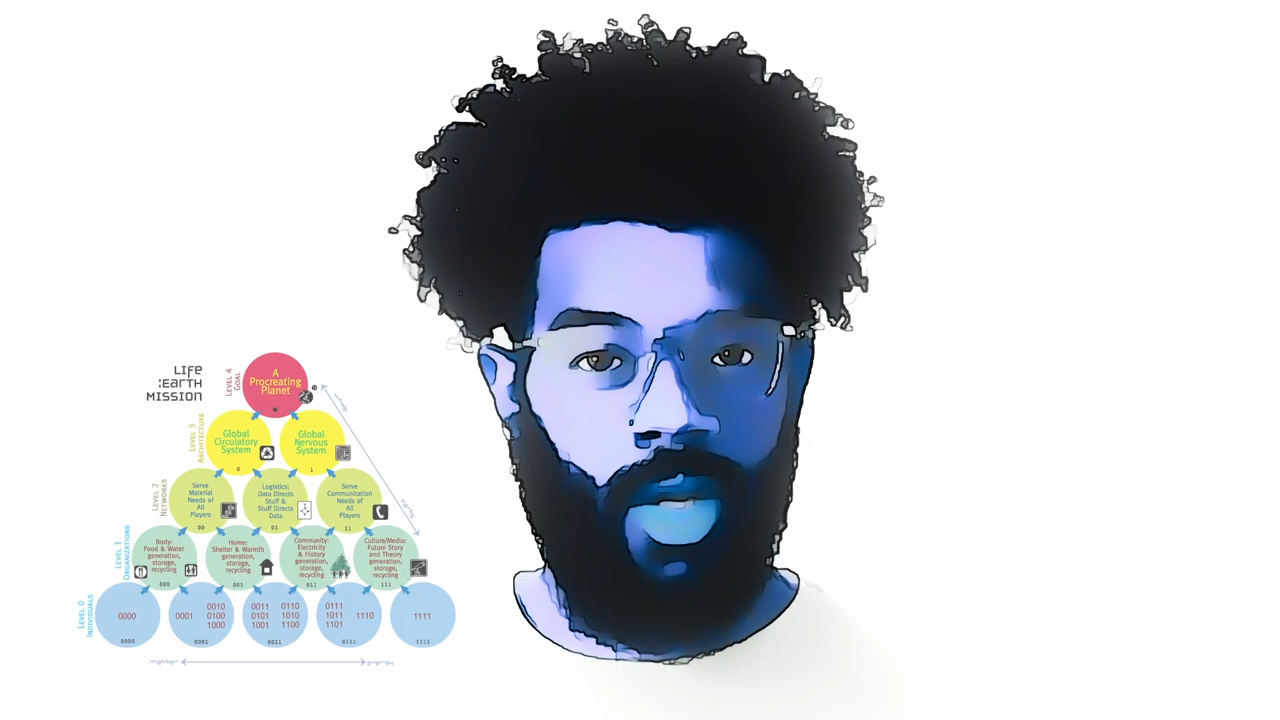 LIFE
:EARTH
MISSION
LEVEL 4
GOAL
A
Procreating
Planet
0
LEVEL 3
ARCHITECTURE
Global
Circulatory
System
0
Global
Nervous
System
1
LEVEL 2
NETWORKS
Serve
Material
Needs of
All
Players
00
Logistics:
Data Directs
Stuff &
Stuff Directs
Data
01
Serve
Communication
Needs of
All
Players
11
LEVEL 1
ORGANIZATIONS
Body:
Food & Water
generation,
storage,
recycling
000
Home:
Shelter & Warmth
generation,
storage,
recycling
001
Community:
Electricity
& History
generation,
storage,
recycling
011
Culture/Media:
Future Story
and Theory
generation,
storage,
recycling
111
LEVEL 0
INDIVIDUALS
0000
0000
0001
0010
0100
1000
0001
0011 0110
0101 1010
1001 1100
0011
0111
1011
1101
1110
0111
1111
1111